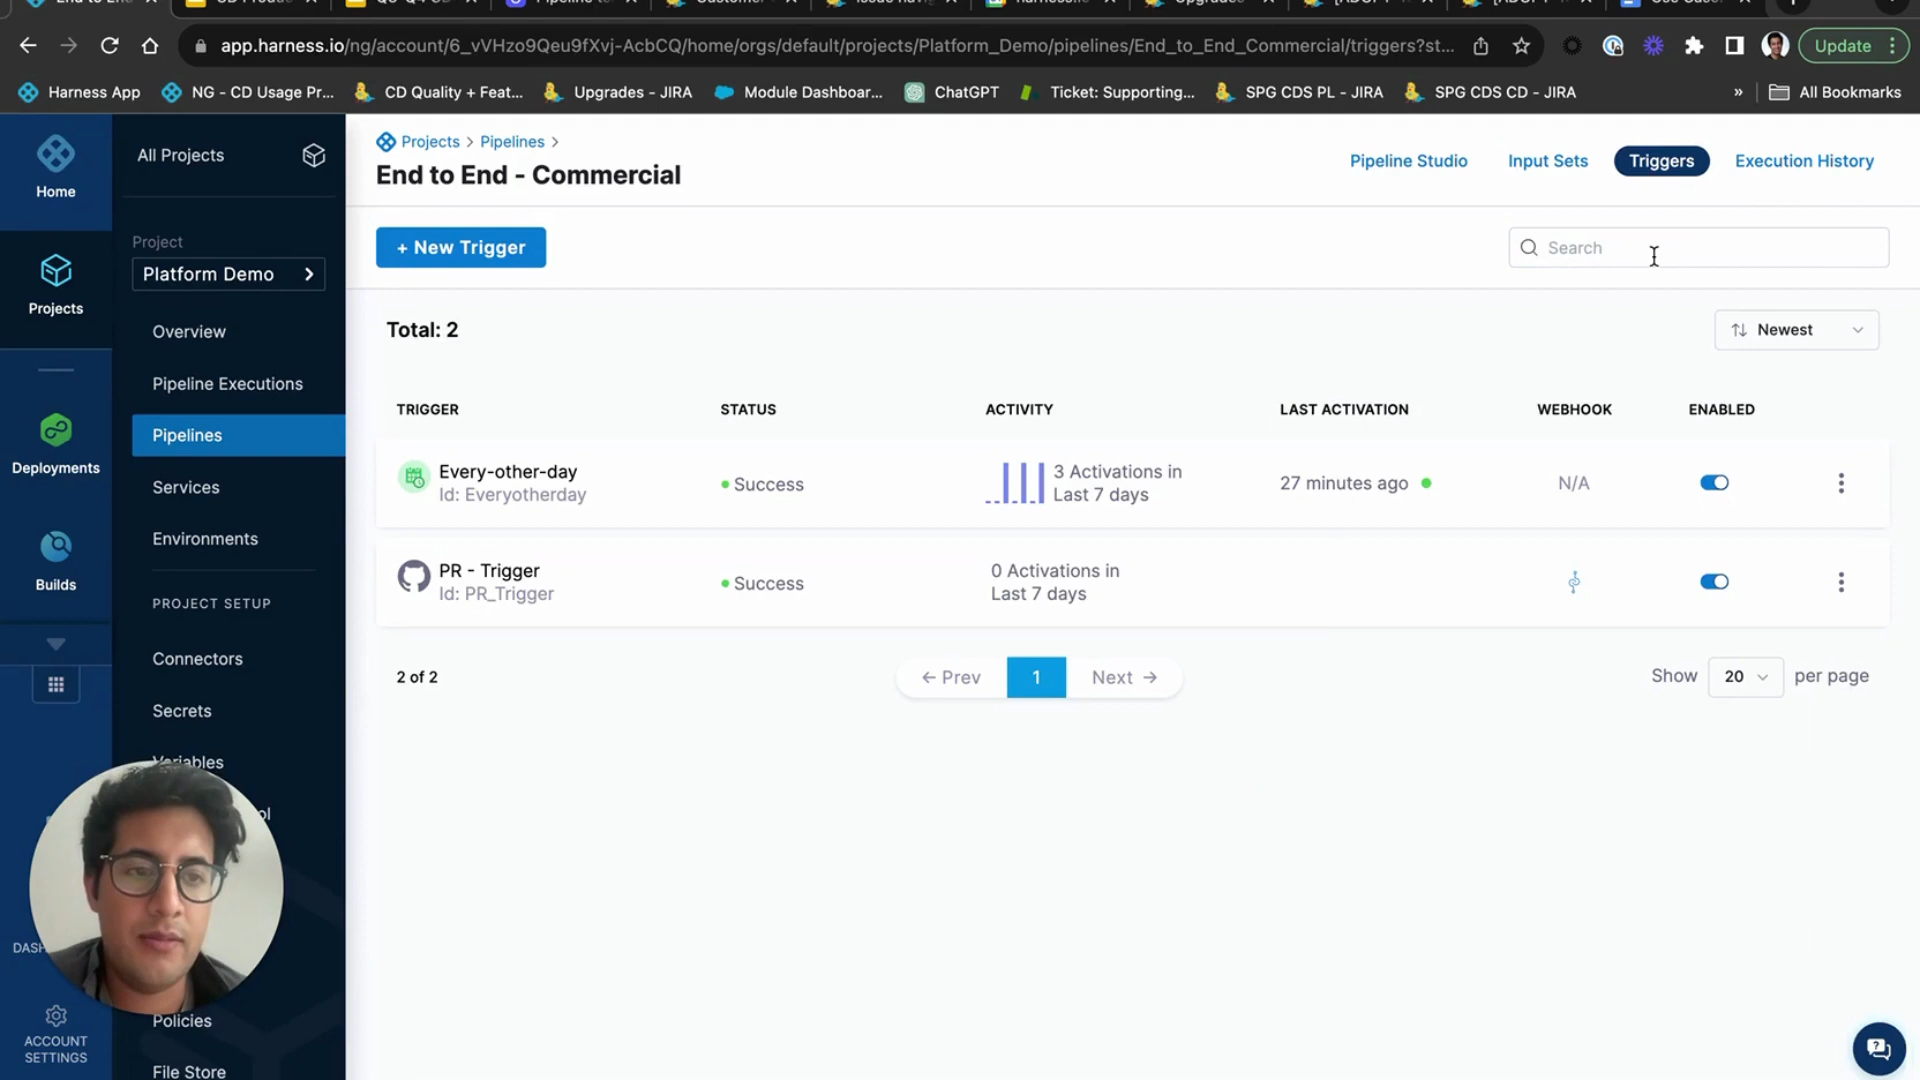 app.harness.io/ng/account/6_vVHzo9Qeu9fXvj-AcbCQ/home/orgs/default/projects/Platform_Demo/pipelines/End_to_End_Commercial/triggers?st...
Update
Harness App
NG - CD Usage Pr...
CD Quality + Feat...
Upgrades - JIRA
Module Dashboar...
ChatGPT
Ticket: Supporting...
SPG CDS PL - JIRA
SPG CDS CD - JIRA
»
All Bookmarks
Home
Projects
Deployments
Builds
ACCOUNT
SETTINGS
All Projects
Project
Platform Demo
Overview
Pipeline Executions
Pipelines
Services
Environments
PROJECT SETUP
Connectors
Secrets
Variables
Policies
File Store
Projects > Pipelines >
End to End - Commercial
Pipeline Studio
Input Sets
Triggers
Execution History
+ New Trigger
Search
Total: 2
Newest
TRIGGER STATUS ACTIVITY LAST ACTIVATION WEBHOOK ENABLED
Every-other-day
Id: Everyotherday
Success
3 Activations in
Last 7 days
27 minutes ago
N/A
PR - Trigger
Id: PR_Trigger
Success
0 Activations in
Last 7 days
2 of 2
← Prev
1
Next →
Show 20 per page